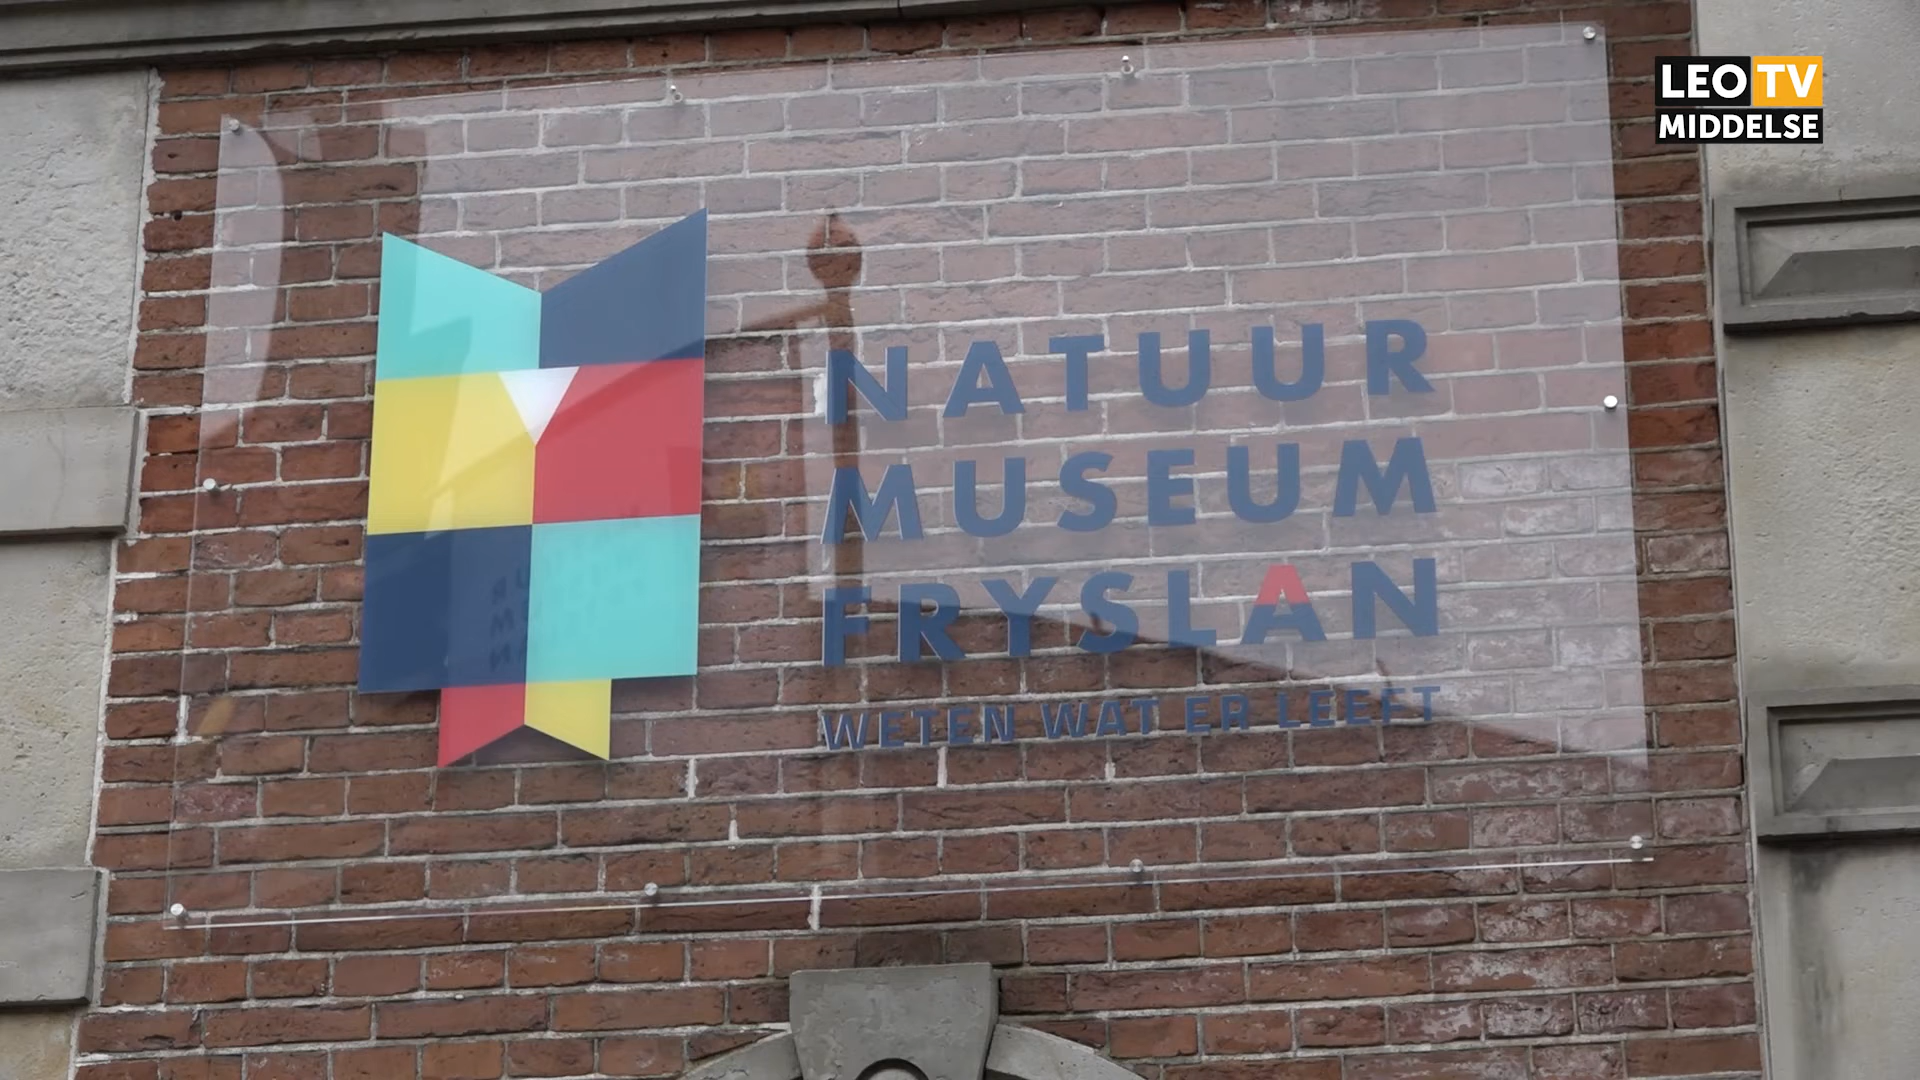 LEO TV
MIDDELSE
NATUUR
MUSEUM
FRYSLAN
WETEN WAT ER LEEFT